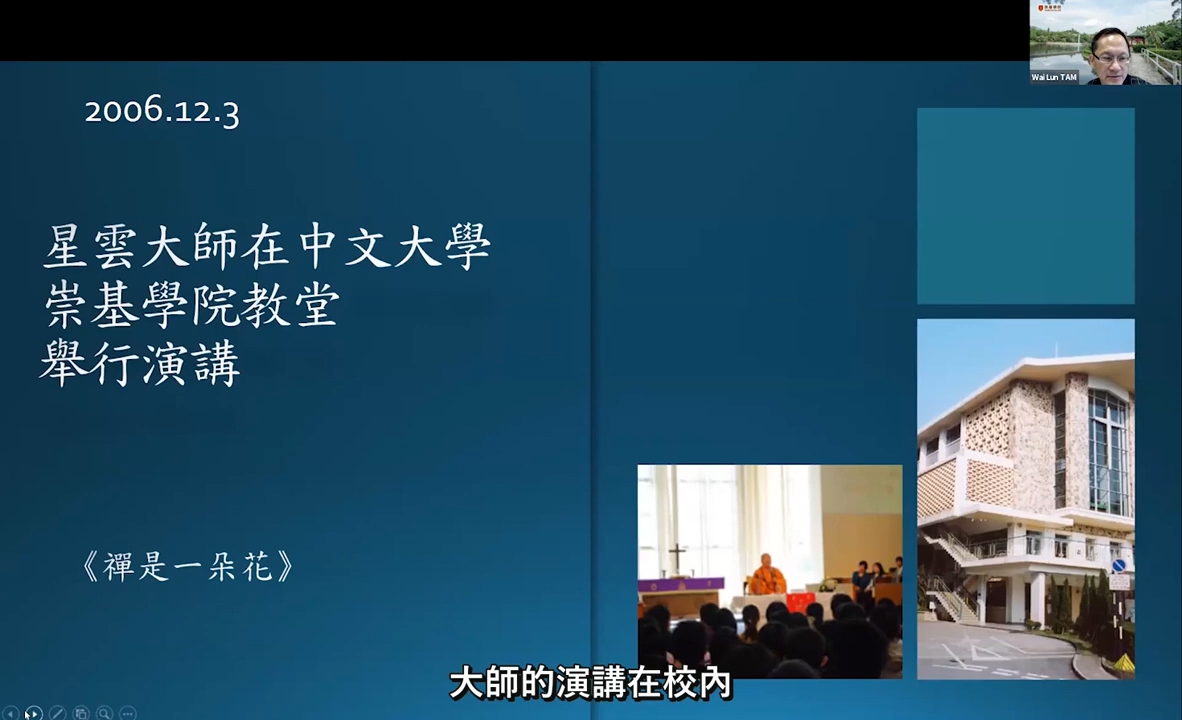 Wai Lun TAM
2006.12.3
星雲大師在中文大學
崇基學院教堂
舉行演講
《禪是一朵花》
大師的演講在校內